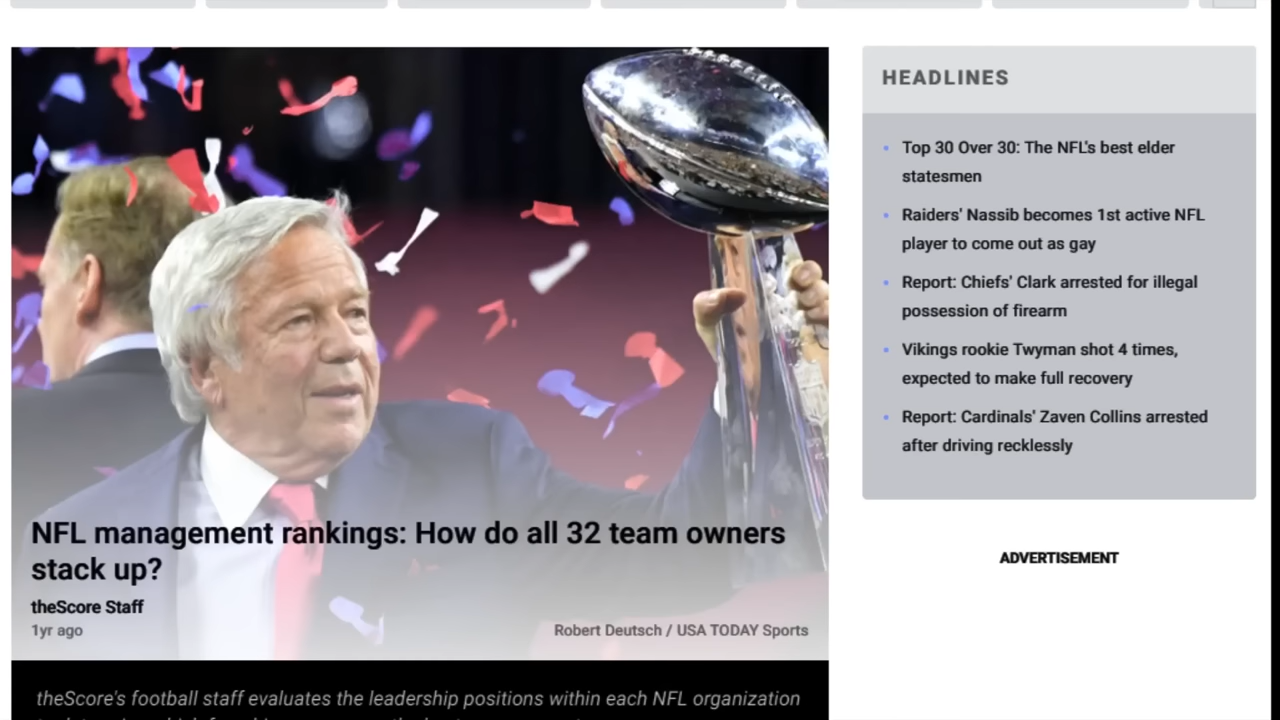 HEADLINES
Top 30 Over 30: The NFL's best elder
statesmen
Raiders' Nassib becomes 1st active NFL
player to come out as gay
Report: Chiefs' Clark arrested for illegal
possession of firearm
Vikings rookie Twyman shot 4 times,
expected to make full recovery
Report: Cardinals' Zaven Collins arrested
after driving recklessly
ADVERTISEMENT
NFL management rankings: How do all 32 team owners
stack up?
theScore Staff
1yr ago
Robert Deutsch / USA TODAY Sports
theScore's football staff evaluates the leadership positions within each NFL organization